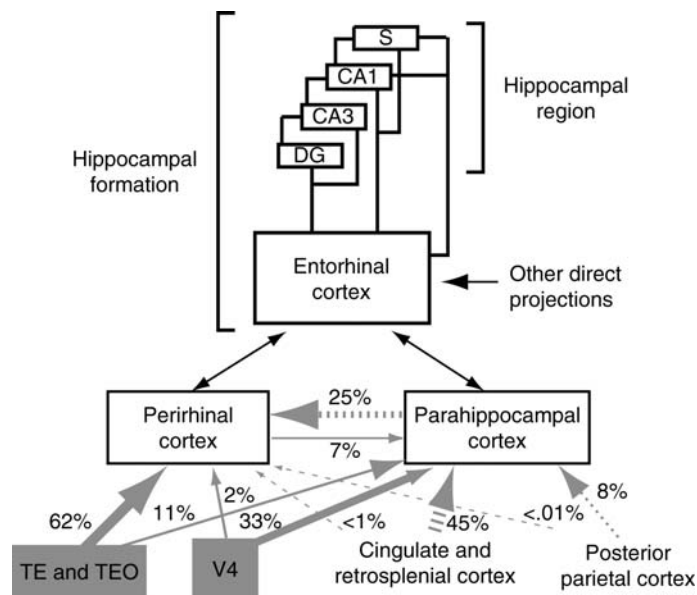 S
CA1
CA3
DG
Hippocampal
region
Hippocampal
formation
Entorhinal
cortex
Other direct
projections
Perirhinal
cortex
25%
7%
Parahippocampal
cortex
62%
11%
2%
33%
<1%
45%
<.01%
8%
TE and TEO
V4
Cingulate and
retrosplenial cortex
Posterior
parietal cortex